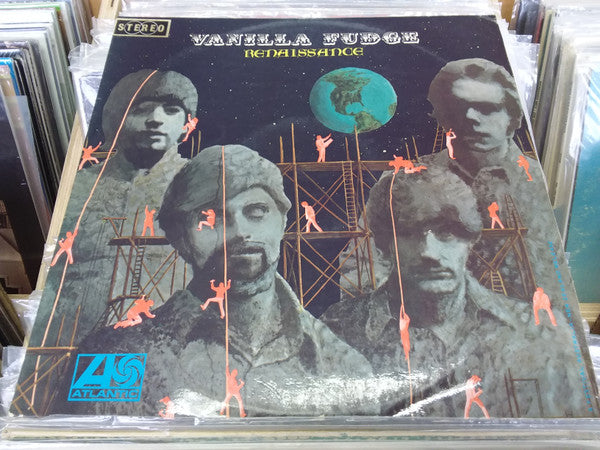 STEREO
VANILLA FUDGE
RENAISSANCE
ATLANTIC